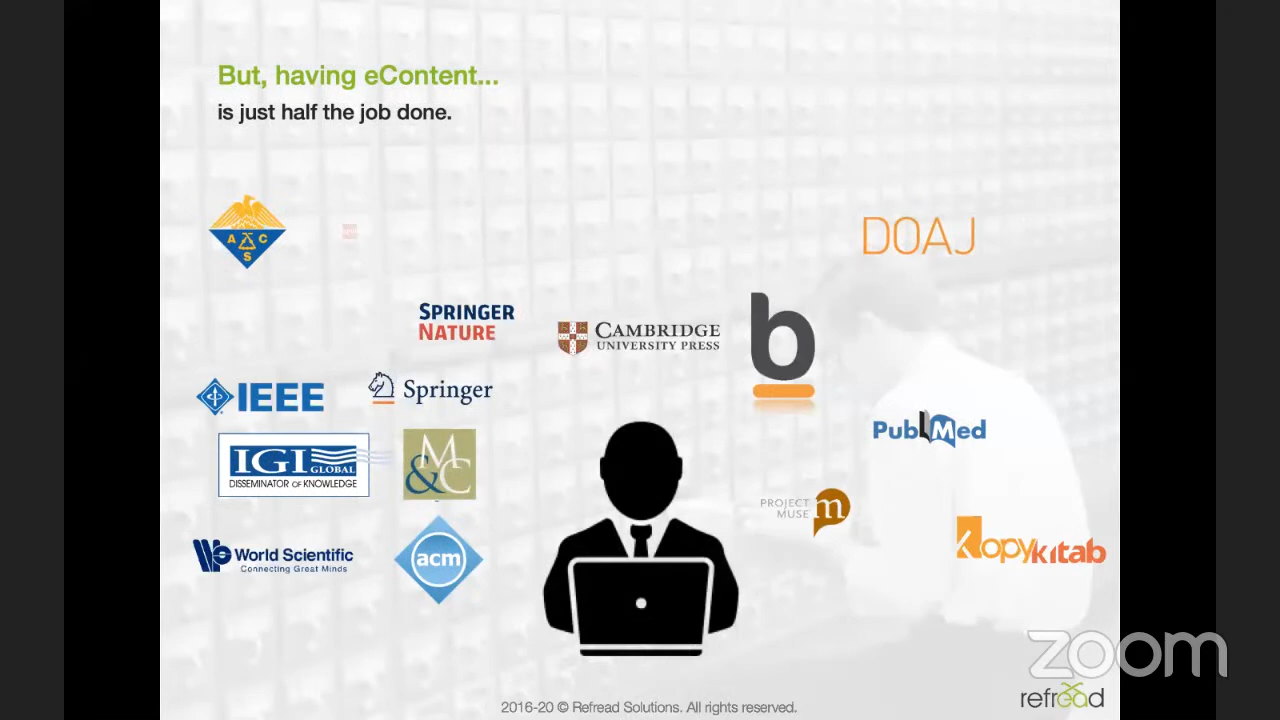 But, having eContent...
is just half the job done.
A C S
DOAJ
SPRINGER
NATURE
CAMBRIDGE
UNIVERSITY PRESS
b
IEEE
Springer
PubMed
IGI
GLOBAL
DISSEMINATOR OF KNOWLEDGE
M
&C
PROJECT
MUSE
m
World Scientific
Connecting Great Minds
acm
Kopykitab
zoom
refread
2016-20 © Refread Solutions. All rights reserved.